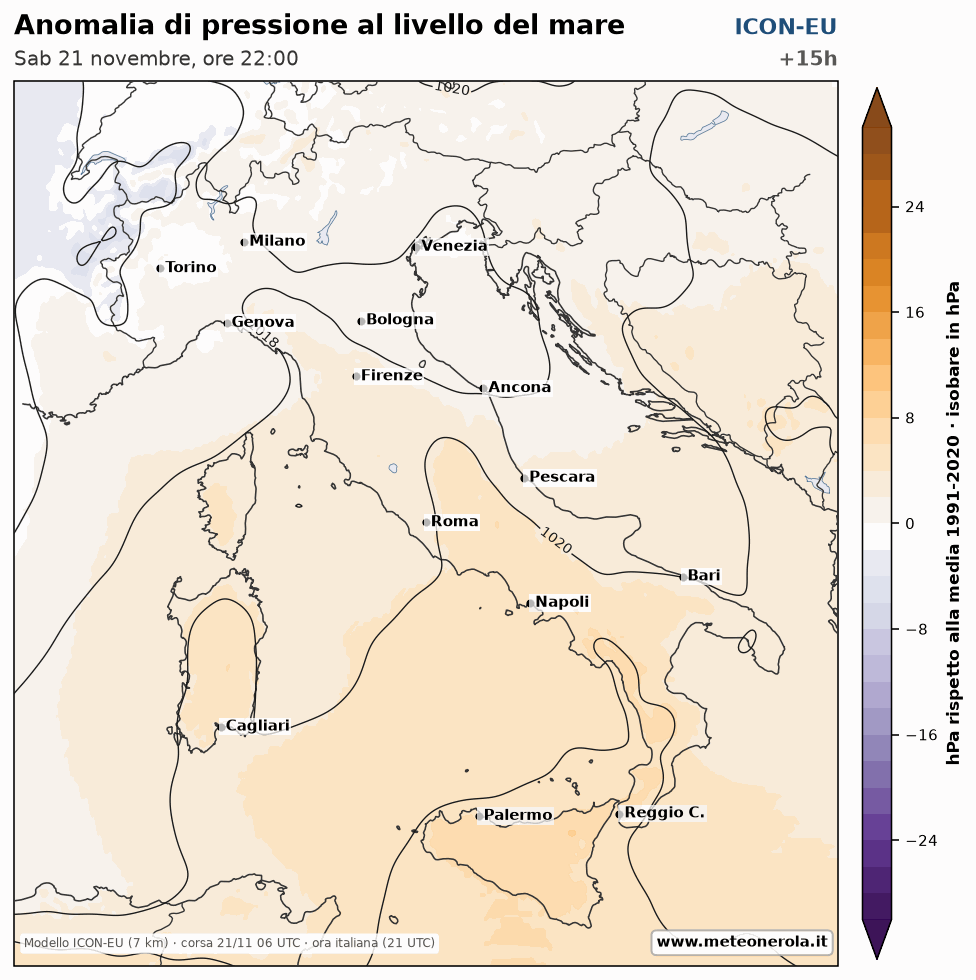 Anomalia di pressione al livello del mare
ICON-EU
Sab 21 novembre, ore 22:00
+15h
1020
Milano
Venezia
Torino
Genova
Bologna
Firenze
Ancona
Pescara
Roma
1020
Bari
Napoli
Cagliari
Palermo
Reggio C.
24
16
8
0
−8
−16
−24
hPa rispetto alla media 1991-2020 · isobare in hPa
Modello ICON-EU (7 km) · corsa 21/11 06 UTC · ora italiana (21 UTC)
www.meteonerola.it